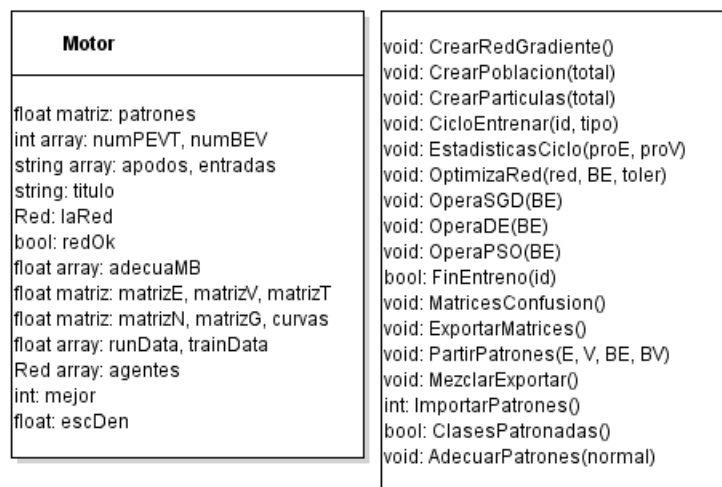 Motor
float matriz: patrones
int array: numPEVT, numBEV
string array: apodos, entradas
string: titulo
Red: laRed
bool: redOk
float array: adecuaMB
float matriz: matrizE, matrizV, matrizT
float matriz: matrizN, matrizG, curvas
float array: runData, trainData
Red array: agentes
int: mejor
float: escDen
void: CrearRedGradiente()
void: CrearPoblacion(total)
void: CrearParticulas(total)
void: CicloEntrenar(id, tipo)
void: EstadisticasCiclo(proE, proV)
void: OptimizaRed(red, BE, toler)
void: OperaSGD(BE)
void: OperaDE(BE)
void: OperaPSO(BE)
bool: FinEntreno(id)
void: MatricesConfusion()
void: ExportarMatrices()
void: PartirPatrones(E, V, BE, BV)
void: MezclarExportar()
int: ImportarPatrones()
bool: ClasesPatronadas()
void: AdecuarPatrones(normal)